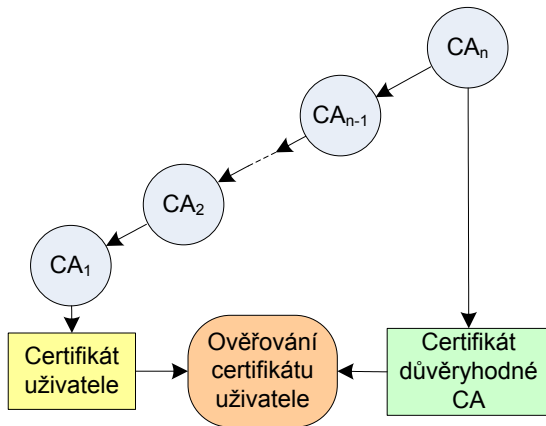 CAn
CAn-1
CA2
CA1
Certifikát
uživatele
Ověřování
certifikátu
uživatele
Certifikát
důvěryhodné
CA